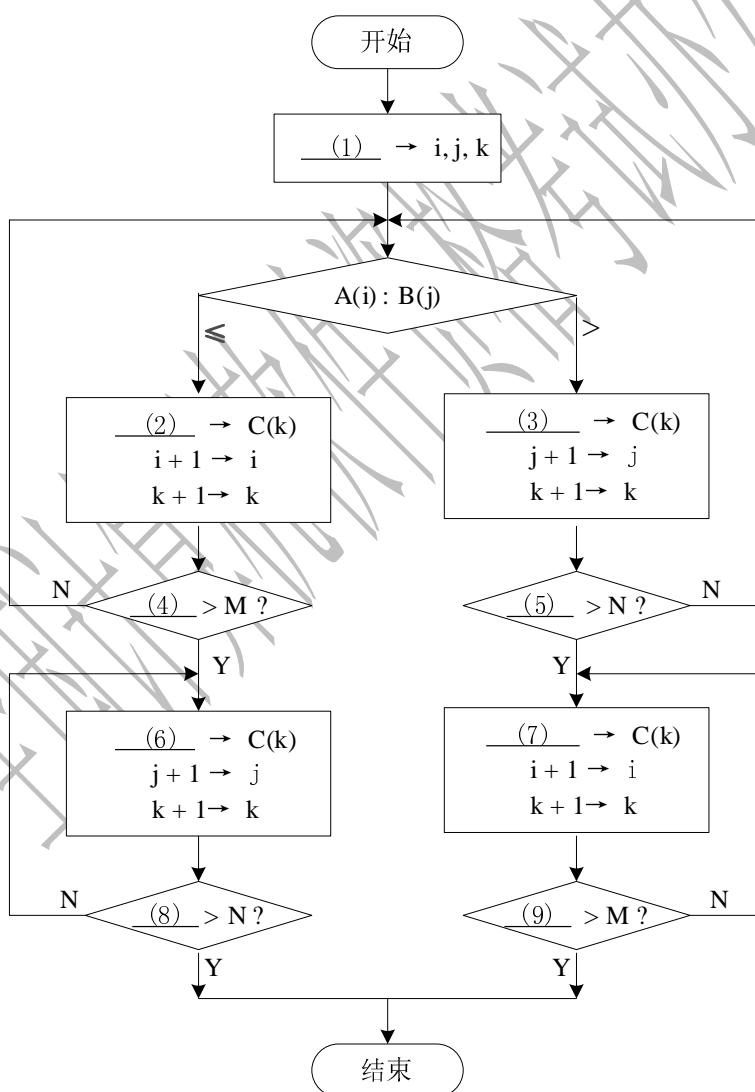 开始
(1) → i, j, k
A(i) : B(j)
≤
>
(2) → C(k)
i + 1 → i
k + 1→ k
(3) → C(k)
j + 1→ j
k + 1→ k
N
(4) > M ?
(5) > N ?
N
Y
Y
(6) → C(k)
j + 1 → j
k + 1→ k
(7) → C(k)
i + 1 → i
k + 1→ k
N
(8) > N ?
(9) > M ?
N
Y
Y
结束